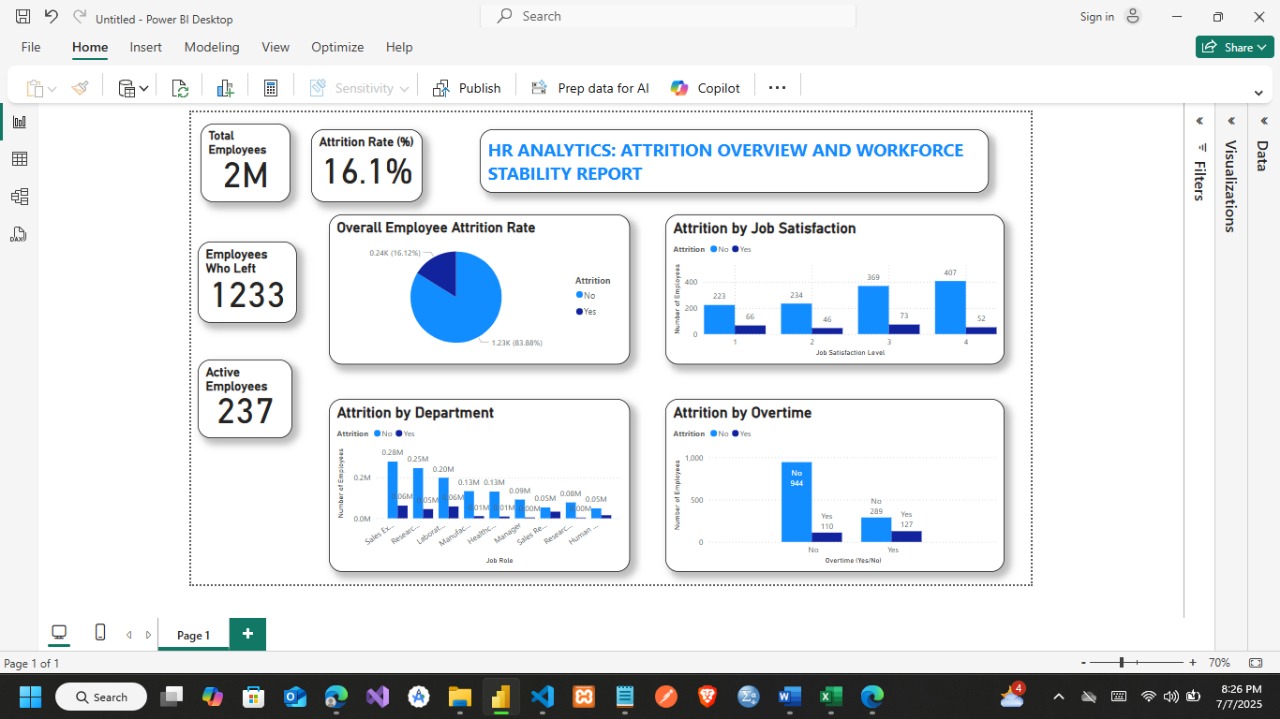 Untitled - Power BI Desktop
Search
Sign in
File
Home
Insert
Modeling
View
Optimize
Help
Share
Sensitivity
Publish
Prep data for AI
Copilot
Total
Employees
2M
Attrition Rate (%)
16.1%
HR ANALYTICS: ATTRITION OVERVIEW AND WORKFORCE
STABILITY REPORT
Employees
Who Left
1233
Active
Employees
237
Overall Employee Attrition Rate
0.24K (16.12%)
1.23K (83.88%)
Attrition
No
Yes
Attrition by Job Satisfaction
Attrition No Yes
Number of Employees
400
200
0
223
66
234
46
369
73
407
52
1
2
3
4
Job Satisfaction Level
Attrition by Department
Attrition No Yes
Number of Employees
0.2M
0.0M
0.28M
0.25M
0.20M
0.13M
0.13M
0.09M
0.05M
0.08M
0.05M
0.06M
0.05M
0.06M
0.01M
0.01M
0.00M
0.00M
Sales Ex...
Researc...
Laborat...
Manufac...
Healthc...
Manager
Sales Re...
Researc...
Human ...
Job Role
Attrition by Overtime
Attrition No Yes
Number of Employees
1,000
500
0
No
944
Yes
110
No
289
Yes
127
No
Yes
Overtime (Yes/No)
Filters
Visualizations
Data
Page 1
Page 1 of 1
70%
Search
4
8:26 PM
7/7/2025